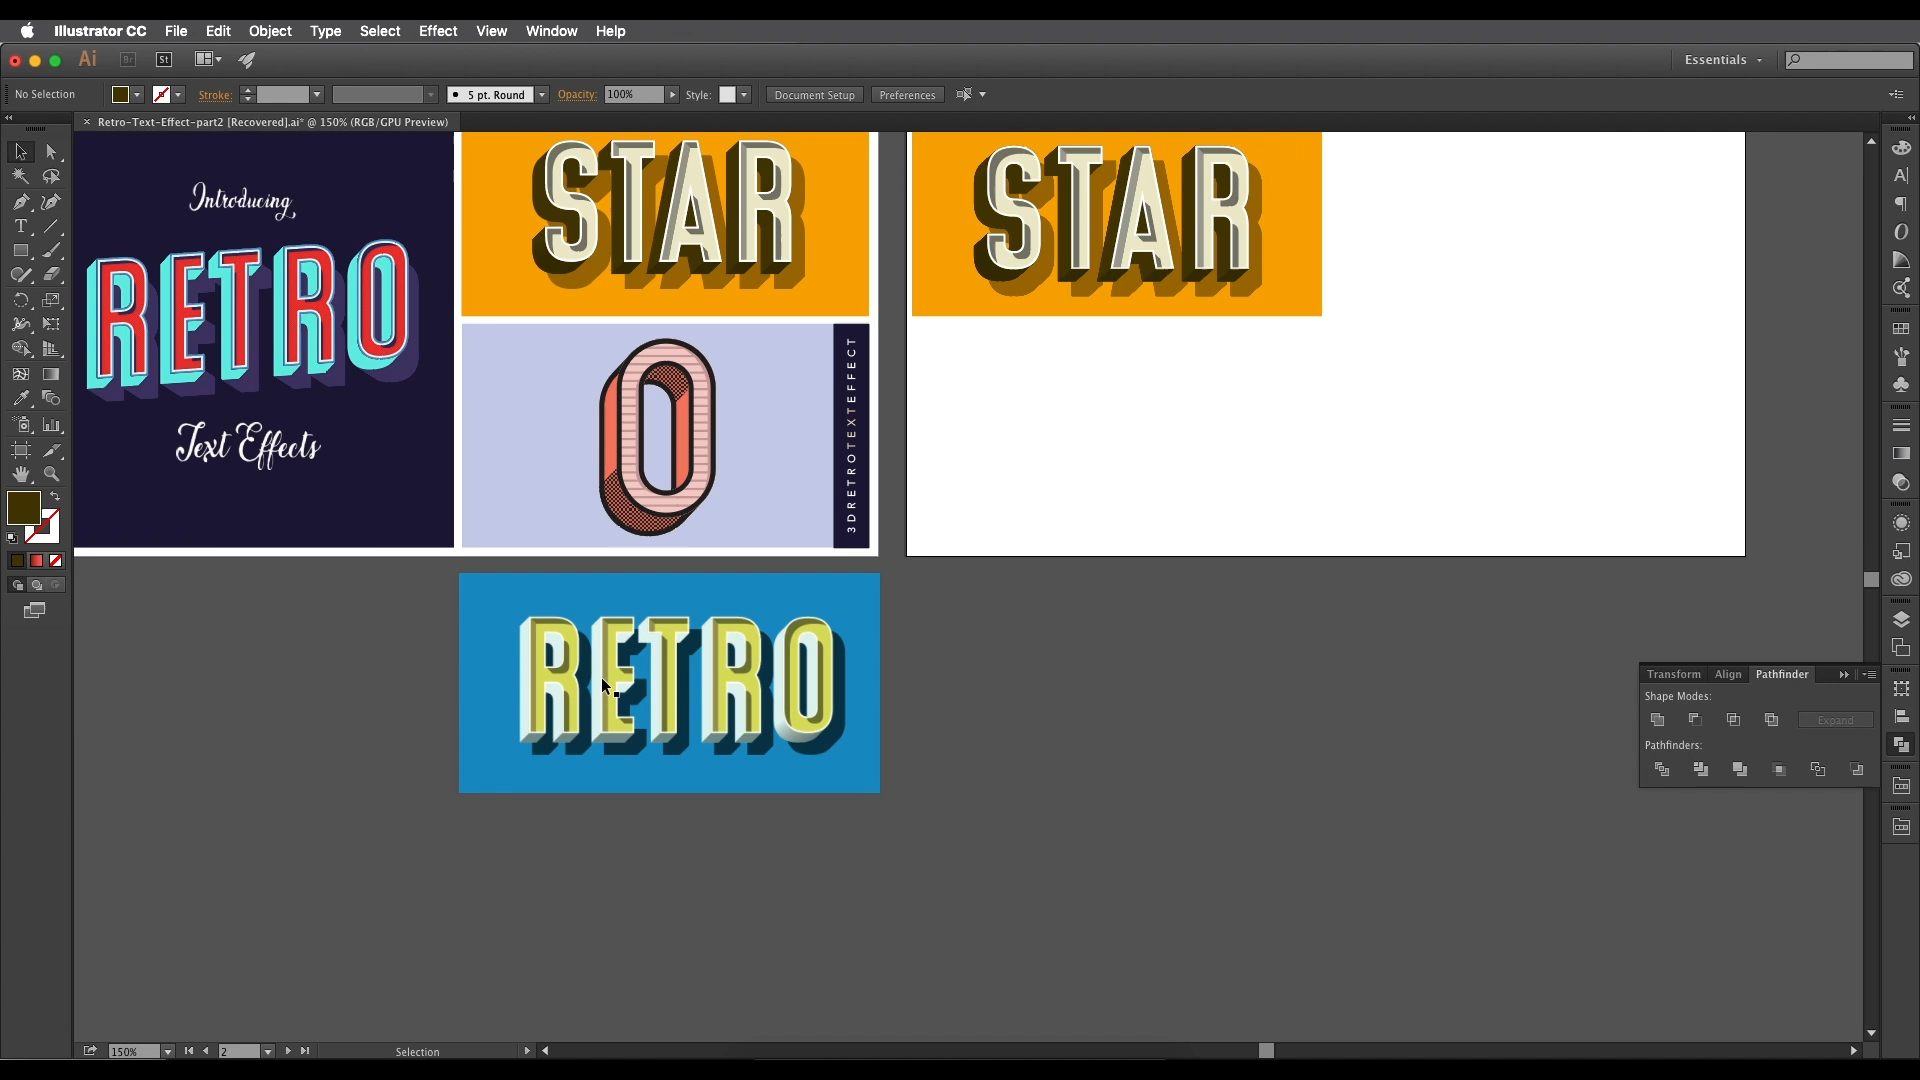 Illustrator CC File Edit Object Type Select Effect View Window Help
Ai Br St Essentials
No Selection Stroke: 5 pt. Round Opacity: 100% Style: Document Setup Preferences
× Retro-Text-Effect-part2 [Recovered].ai* @ 150% (RGB/GPU Preview)
STAR
STAR
Introducing
RETRO
Text Effects
O
3DRETROTEXTEFFECT
RETRO
Transform Align Pathfinder
Shape Modes:
Expand
Pathfinders:
150% 2 Selection